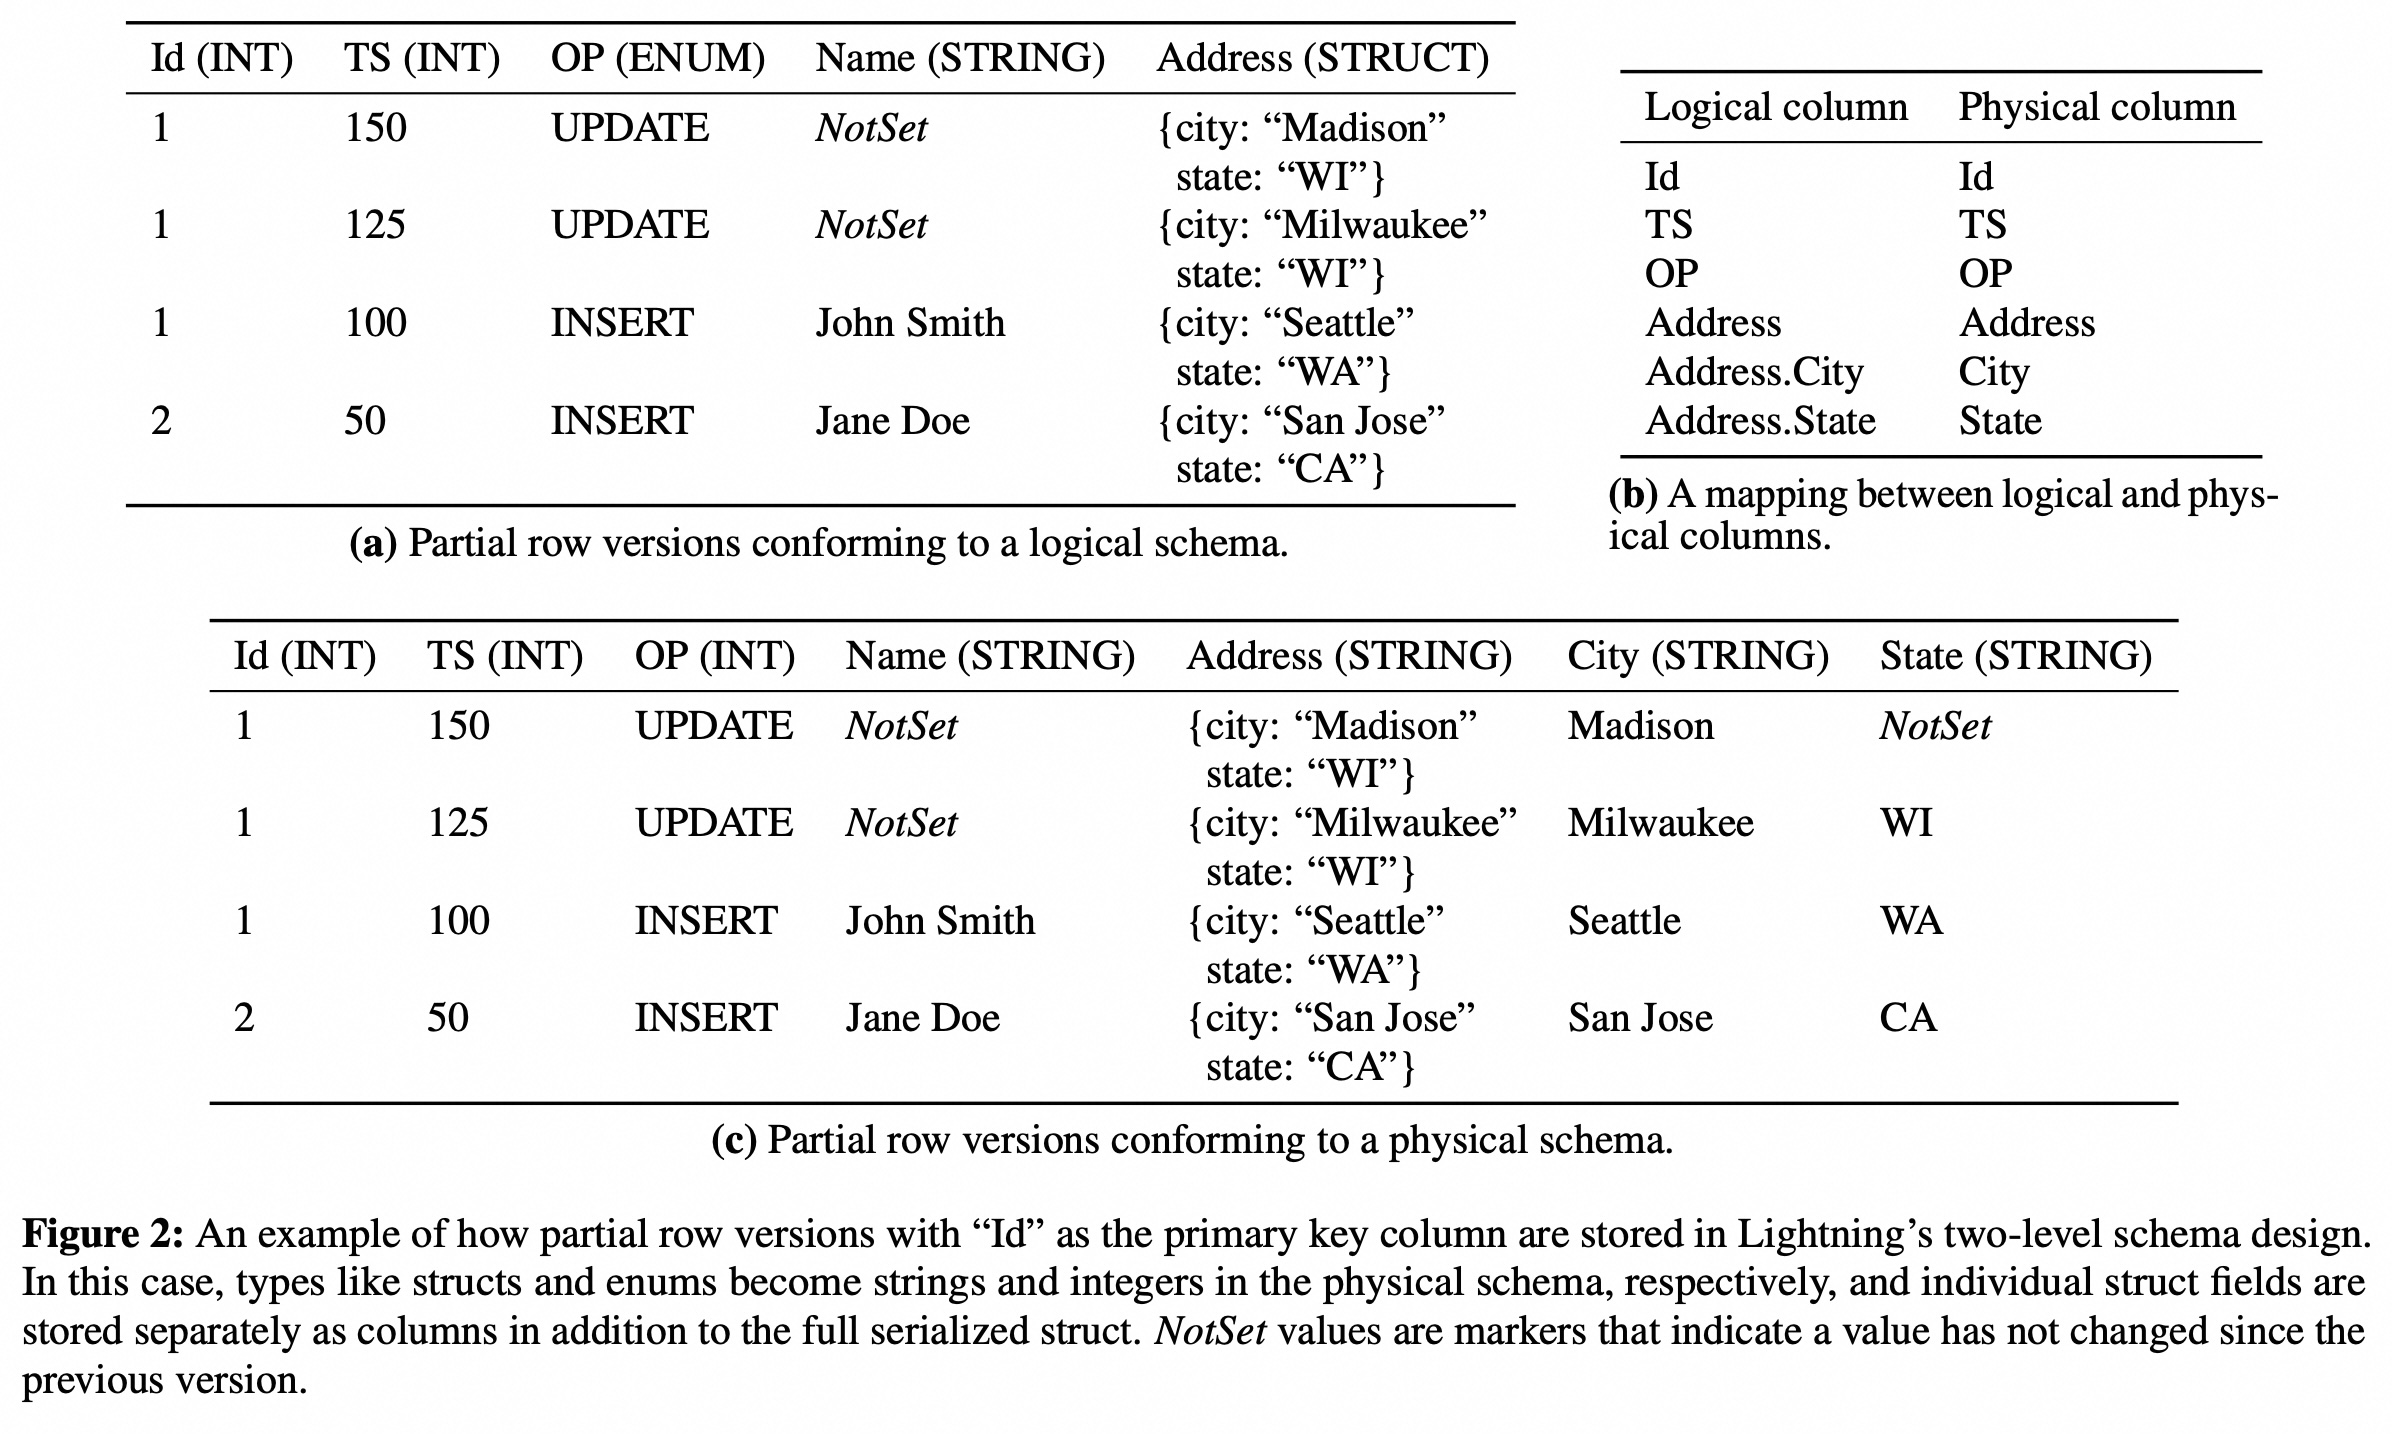 Id (INT) TS (INT) OP (ENUM) Name (STRING) Address (STRUCT)
1 150 UPDATE NotSet {city: “Madison”
state: “WI”}
1 125 UPDATE NotSet {city: “Milwaukee”
state: “WI”}
1 100 INSERT John Smith {city: “Seattle”
state: “WA”}
2 50 INSERT Jane Doe {city: “San Jose”
state: “CA”}
(a) Partial row versions conforming to a logical schema.
Logical column Physical column
Id Id
TS TS
OP OP
Address Address
Address.City City
Address.State State
(b) A mapping between logical and phys-
ical columns.
Id (INT) TS (INT) OP (INT) Name (STRING) Address (STRING) City (STRING) State (STRING)
1 150 UPDATE NotSet {city: “Madison” Madison NotSet
state: “WI”}
1 125 UPDATE NotSet {city: “Milwaukee” Milwaukee WI
state: “WI”}
1 100 INSERT John Smith {city: “Seattle” Seattle WA
state: “WA”}
2 50 INSERT Jane Doe {city: “San Jose” San Jose CA
state: “CA”}
(c) Partial row versions conforming to a physical schema.
Figure 2: An example of how partial row versions with “Id” as the primary key column are stored in Lightning’s two-level schema design.
In this case, types like structs and enums become strings and integers in the physical schema, respectively, and individual struct fields are
stored separately as columns in addition to the full serialized struct. NotSet values are markers that indicate a value has not changed since the
previous version.